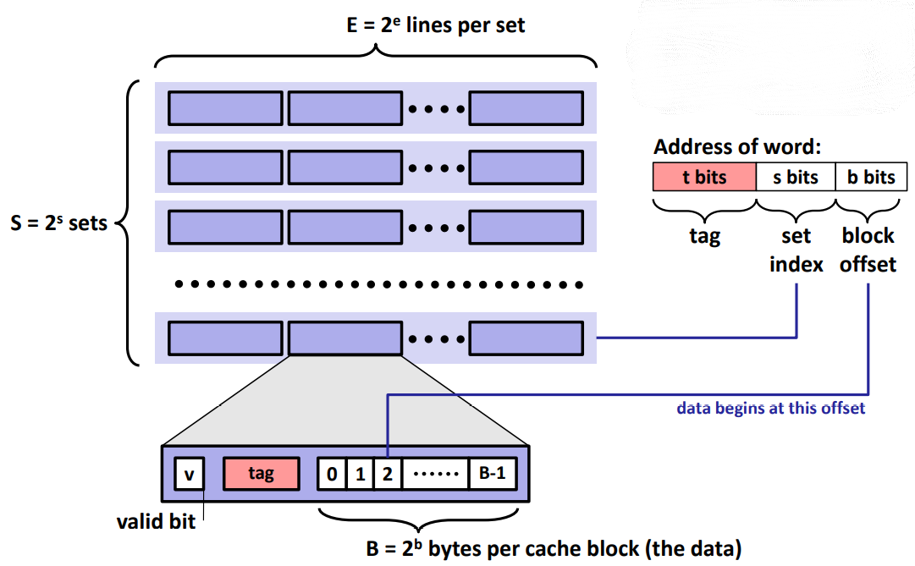 E = 2ᵉ lines per set
S = 2ˢ sets
Address of word:
t bits s bits b bits
tag set index block offset
data begins at this offset
v tag 0 1 2 ...... B-1
valid bit
B = 2ᵇ bytes per cache block (the data)